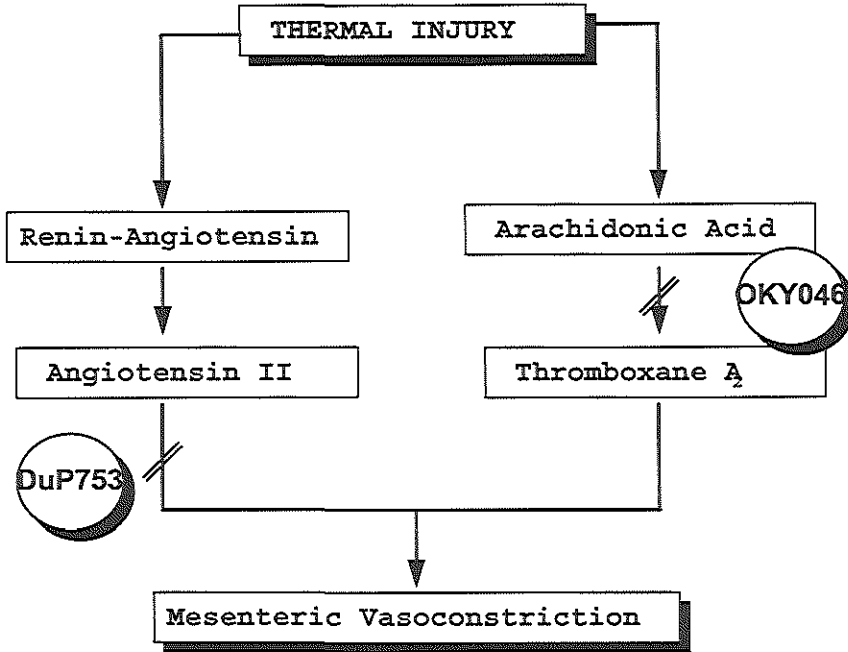 THERMAL INJURY
Renin-Angiotensin
Arachidonic Acid
OKY046
Angiotensin II
Thromboxane A2
DuP753
Mesenteric Vasoconstriction